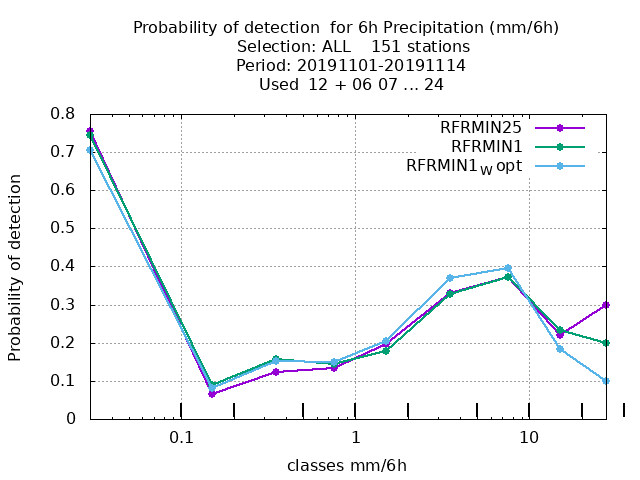 Probability of detection  for 6h Precipitation (mm/6h)
Selection: ALL    151 stations
Period: 20191101-20191114
Used  12 + 06 07 ... 24
RFRMIN25
RFRMIN1
RFRMIN1W opt
Probability of detection
0.8
0.7
0.6
0.5
0.4
0.3
0.2
0.1
0
0.1
1
10
classes mm/6h